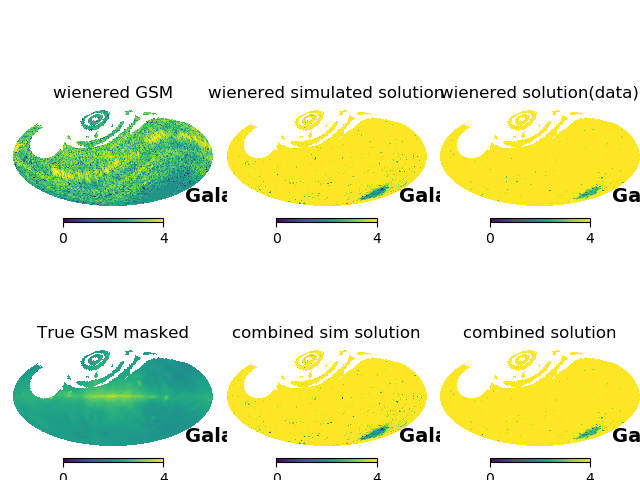 wienered GSM
wienered simulated solution
wienered solution(data)
Gala
Gala
Ga
0 4
0 4
0 4
True GSM masked
combined sim solution
combined solution
Gala
Gala
Ga
0 4
0 4
0 4